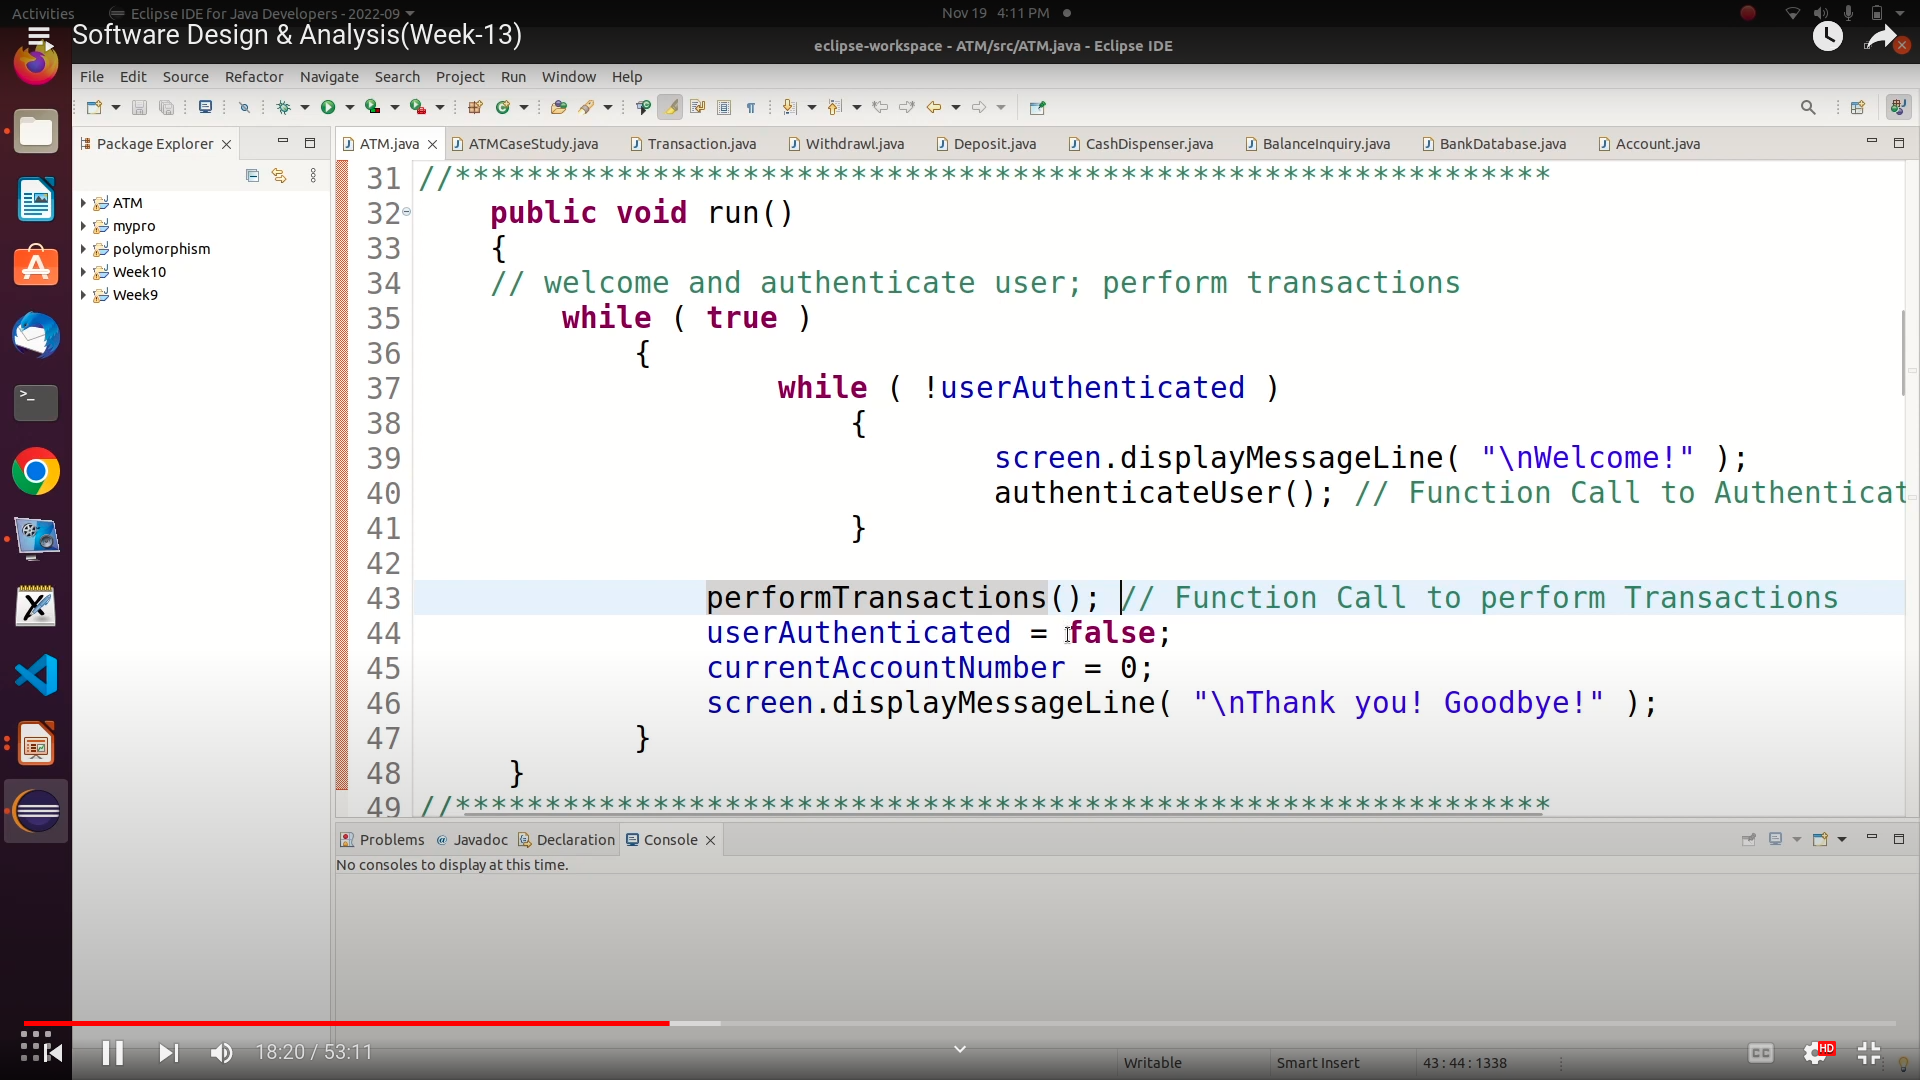 Activities
Eclipse IDE for Java Developers - 2022-09
Nov 19 4:11 PM
Software Design & Analysis(Week-13)
eclipse-workspace - ATM/src/ATM.java - Eclipse IDE
File Edit Source Refactor Navigate Search Project Run Window Help
Package Explorer
ATM.java ATMCaseStudy.java Transaction.java Withdrawl.java Deposit.java CashDispenser.java BalanceInquiry.java BankDatabase.java Account.java
ATM
mypro
polymorphism
Week10
Week9
31 //*************************************************************
32 public void run()
33 {
34 // welcome and authenticate user; perform transactions
35 while ( true )
36 {
37 while ( !userAuthenticated )
38 {
39 screen.displayMessageLine( "\nWelcome!" );
40 authenticateUser(); // Function Call to Authenticat
41 }
42
43 performTransactions(); // Function Call to perform Transactions
44 userAuthenticated = false;
45 currentAccountNumber = 0;
46 screen.displayMessageLine( "\nThank you! Goodbye!" );
47 }
48 }
49 //*************************************************************
Problems Javadoc Declaration Console
No consoles to display at this time.
18:20 / 53:11
Writable
Smart Insert
43 : 44 : 1338
CC
HD